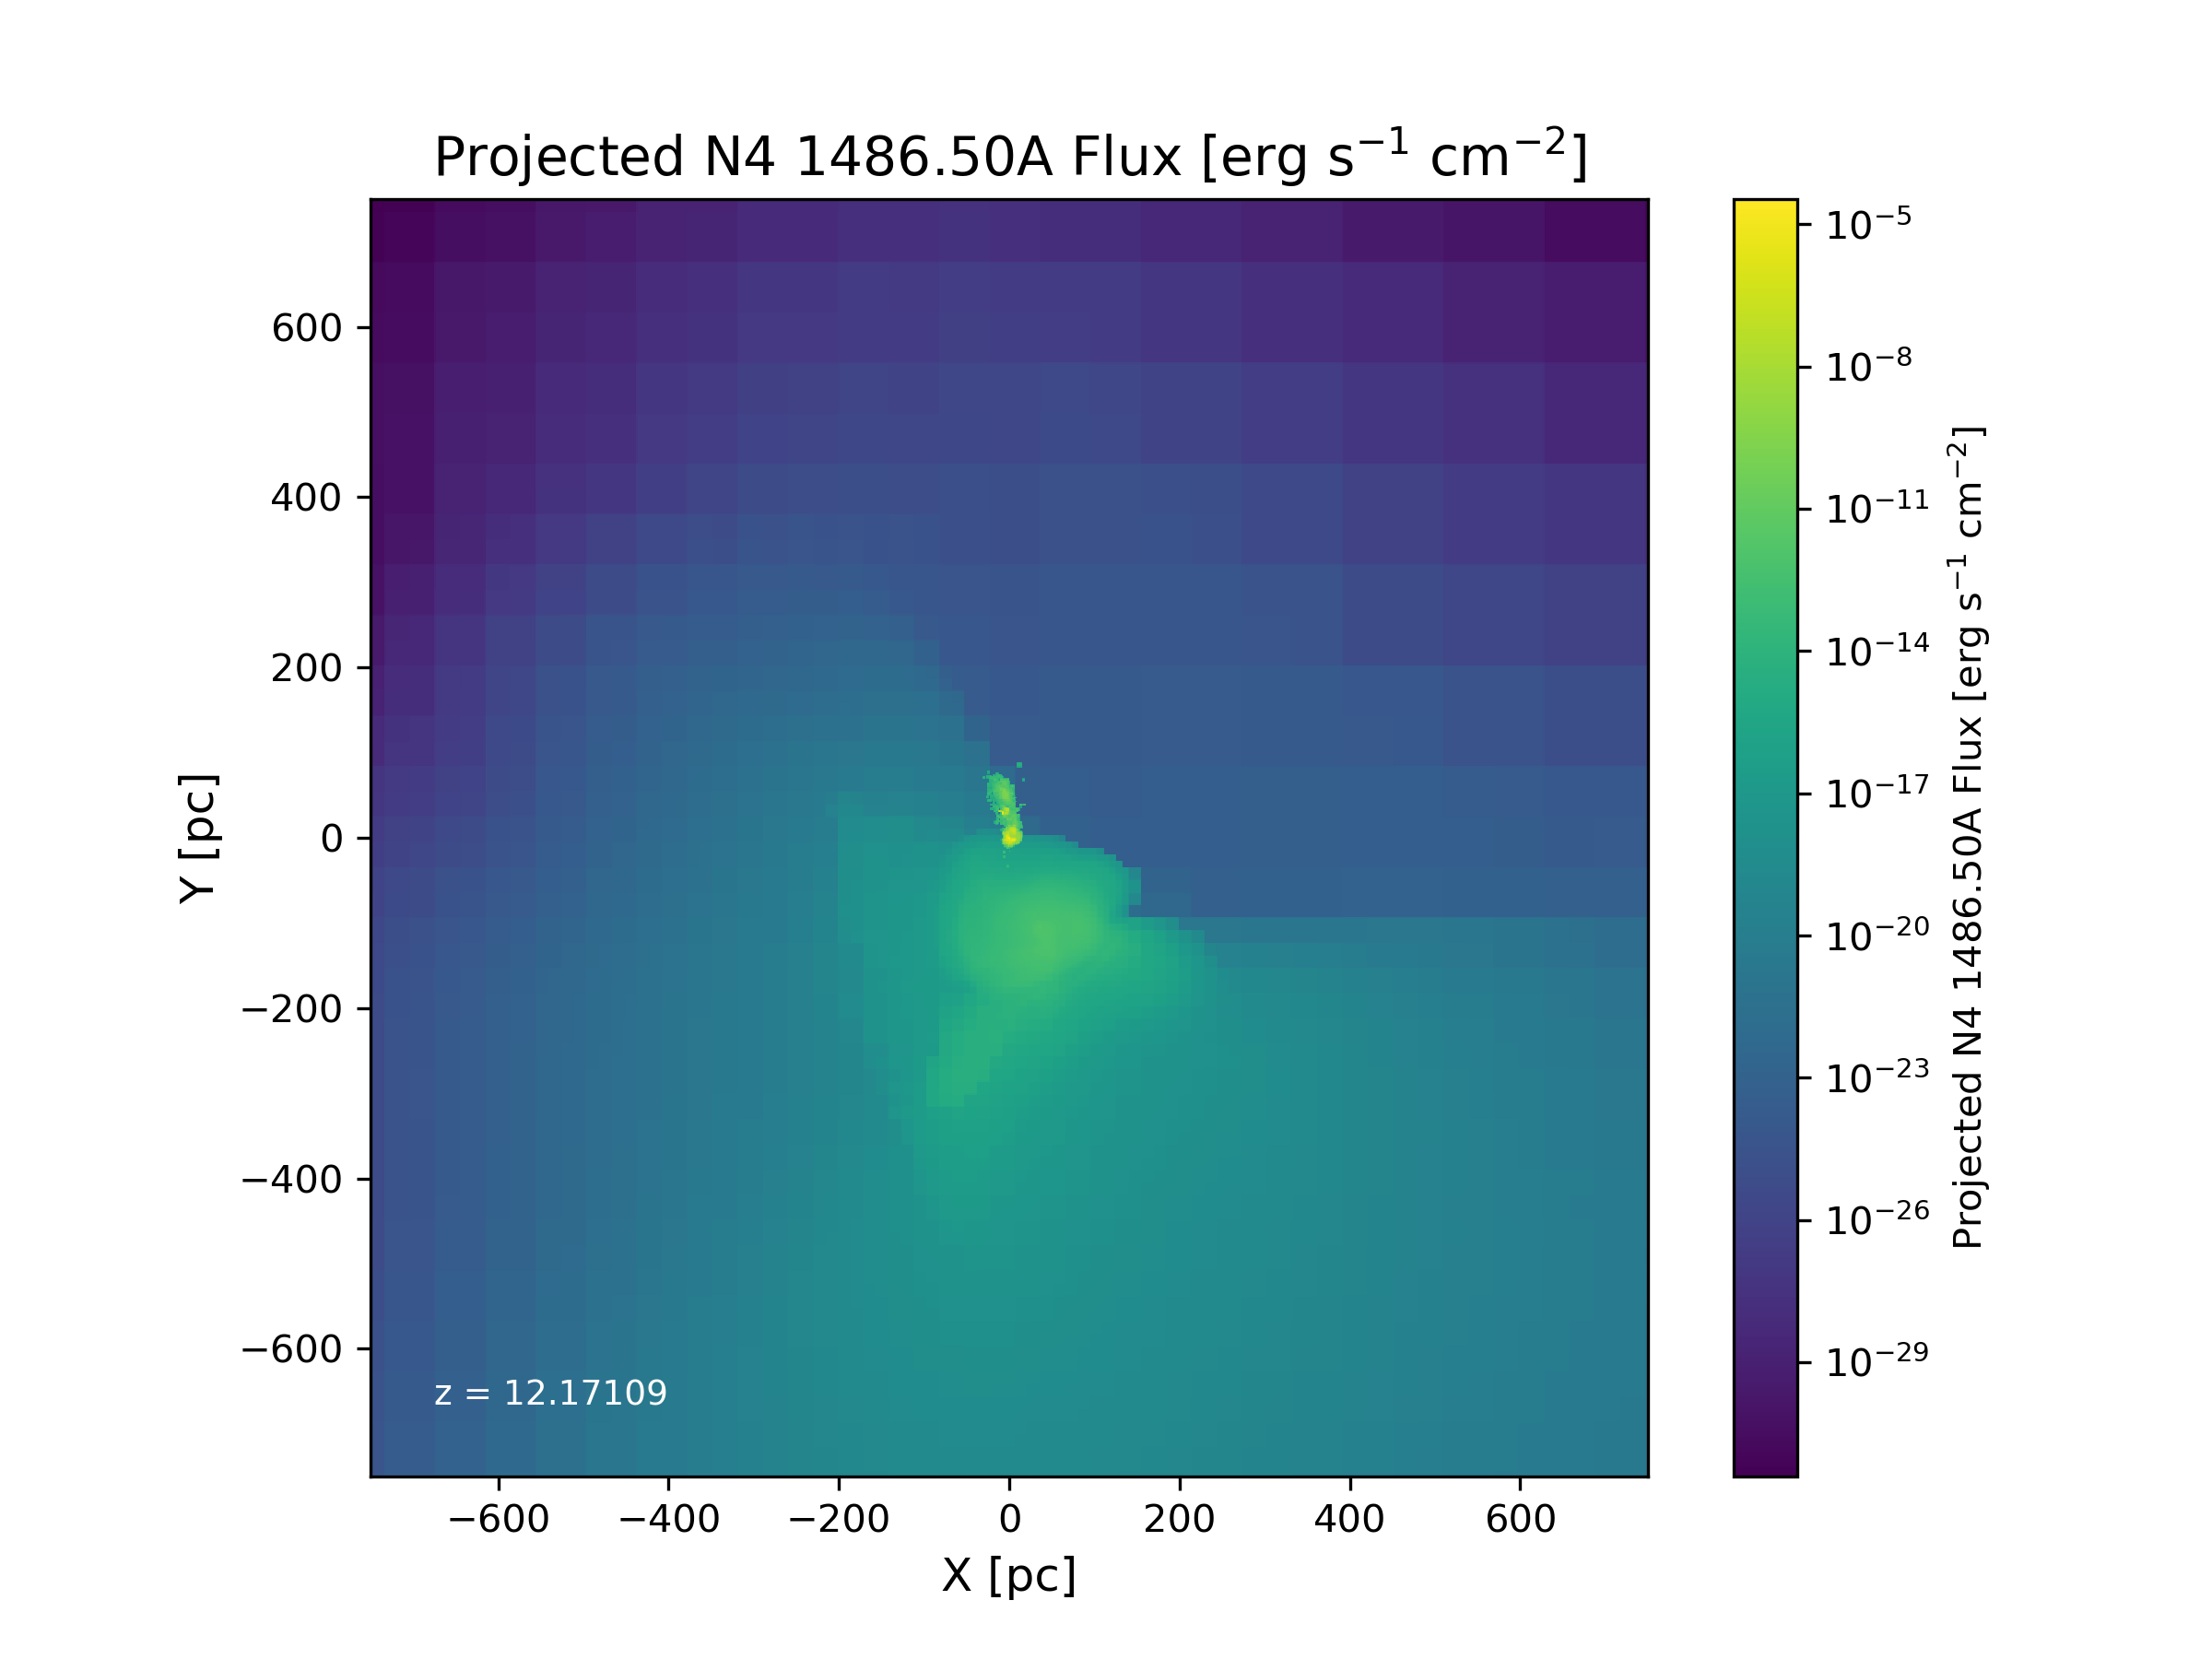 Projected N4 1486.50A Flux [erg s⁻¹ cm⁻²]
Y [pc]
600
400
200
0
−200
−400
−600
z = 12.17109
−600 −400 −200 0 200 400 600
X [pc]
10⁻⁵
10⁻⁸
10⁻¹¹
10⁻¹⁴
10⁻¹⁷
10⁻²⁰
10⁻²³
10⁻²⁶
10⁻²⁹
Projected N4 1486.50A Flux [erg s⁻¹ cm⁻²]